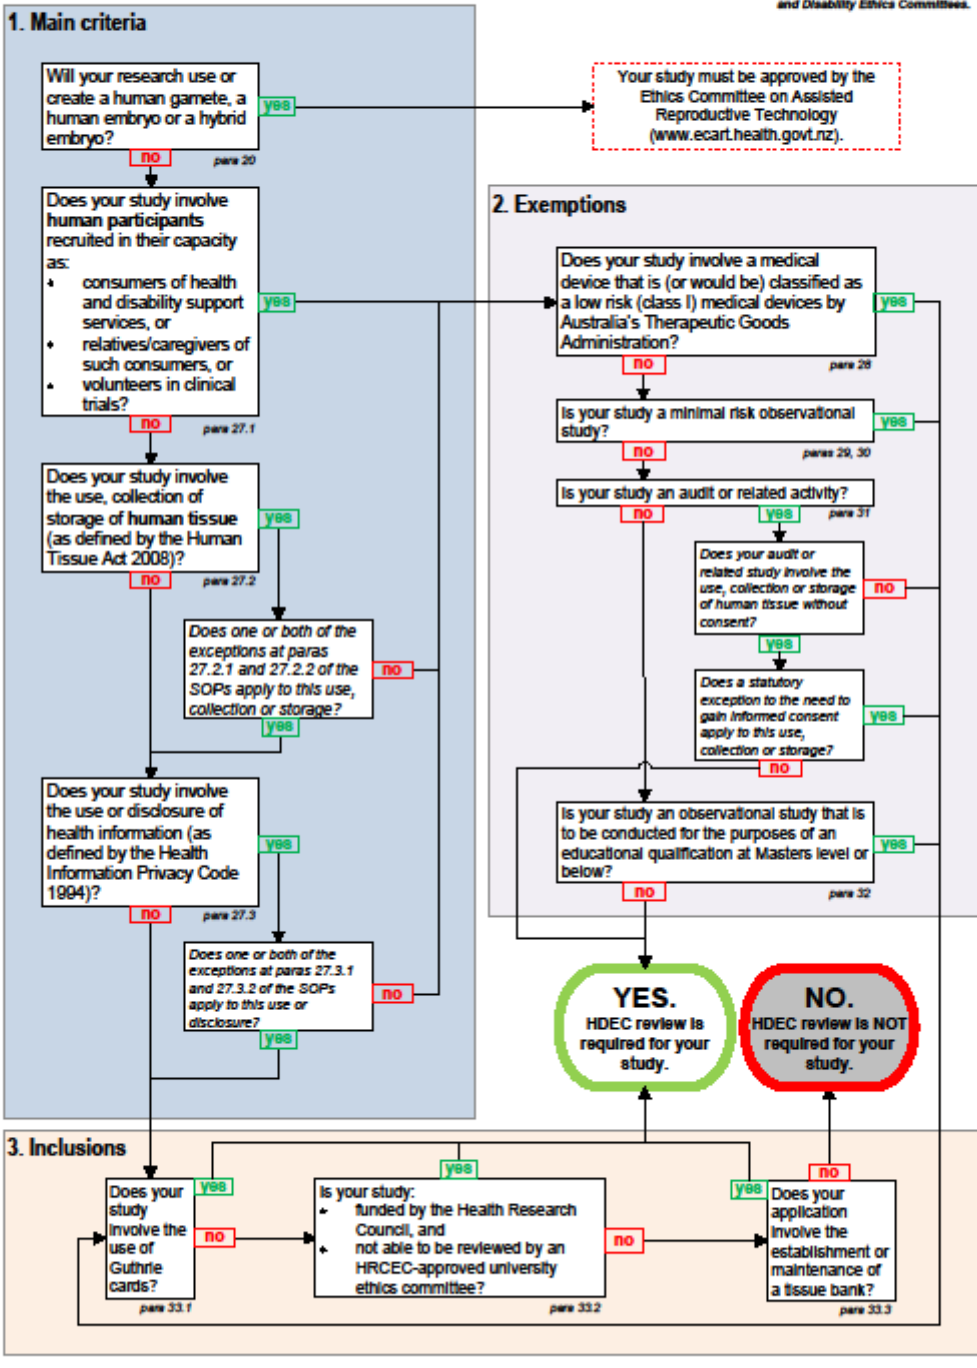 and Disability Ethics Committees.
1. Main criteria
Will your research use or
create a human gamete, a
human embryo or a hybrid
embryo?
yes
no
para 20
Your study must be approved by the
Ethics Committee on Assisted
Reproductive Technology
(www.ecart.health.govt.nz).
Does your study involve
human participants
recruited in their capacity
as:
• consumers of health
and disability support
services, or
• relatives/caregivers of
such consumers, or
• volunteers in clinical
trials?
yes
no
para 27.1
Does your study involve
the use, collection of
storage of human tissue
(as defined by the Human
Tissue Act 2008)?
yes
no
para 27.2
Does one or both of the
exceptions at paras
27.2.1 and 27.2.2 of the
SOPs apply to this use,
collection or storage?
no
yes
Does your study involve
the use or disclosure of
health information (as
defined by the Health
Information Privacy Code
1994)?
yes
no
para 27.3
Does one or both of the
exceptions at paras 27.3.1
and 27.3.2 of the SOPs
apply to this use or
disclosure?
no
yes
2. Exemptions
Does your study involve a medical
device that is (or would be) classified as
a low risk (class I) medical devices by
Australia's Therapeutic Goods
Administration?
yes
no
para 28
Is your study a minimal risk observational
study?
yes
no
paras 29, 30
Is your study an audit or related activity?
no
yes
para 31
Does your audit or
related study involve the
use, collection or storage
of human tissue without
consent?
no
yes
Does a statutory
exception to the need to
gain informed consent
apply to this use,
collection or storage?
yes
no
Is your study an observational study that is
to be conducted for the purposes of an
educational qualification at Masters level or
below?
yes
no
para 32
YES.
HDEC review is
required for your
study.
NO.
HDEC review is NOT
required for your
study.
3. Inclusions
Does your
study
involve the
use of
Guthrie
cards?
yes
no
para 33.1
Is your study:
• funded by the Health Research
Council, and
• not able to be reviewed by an
HRCEC-approved university
ethics committee?
yes
no
para 33.2
Does your
application
involve the
establishment or
maintenance of
a tissue bank?
yes
no
para 33.3